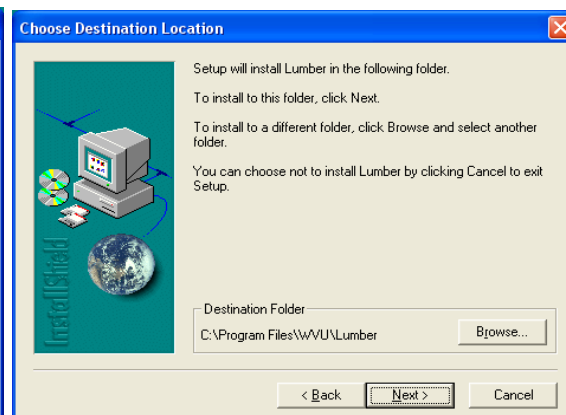 Choose Destination Location
Setup will install Lumber in the following folder.
To install to this folder, click Next.
To install to a different folder, click Browse and select another
folder.
You can choose not to install Lumber by clicking Cancel to exit
Setup.
InstallShield
Destination Folder
C:\Program Files\WVU\Lumber
Browse...
< Back
Next >
Cancel